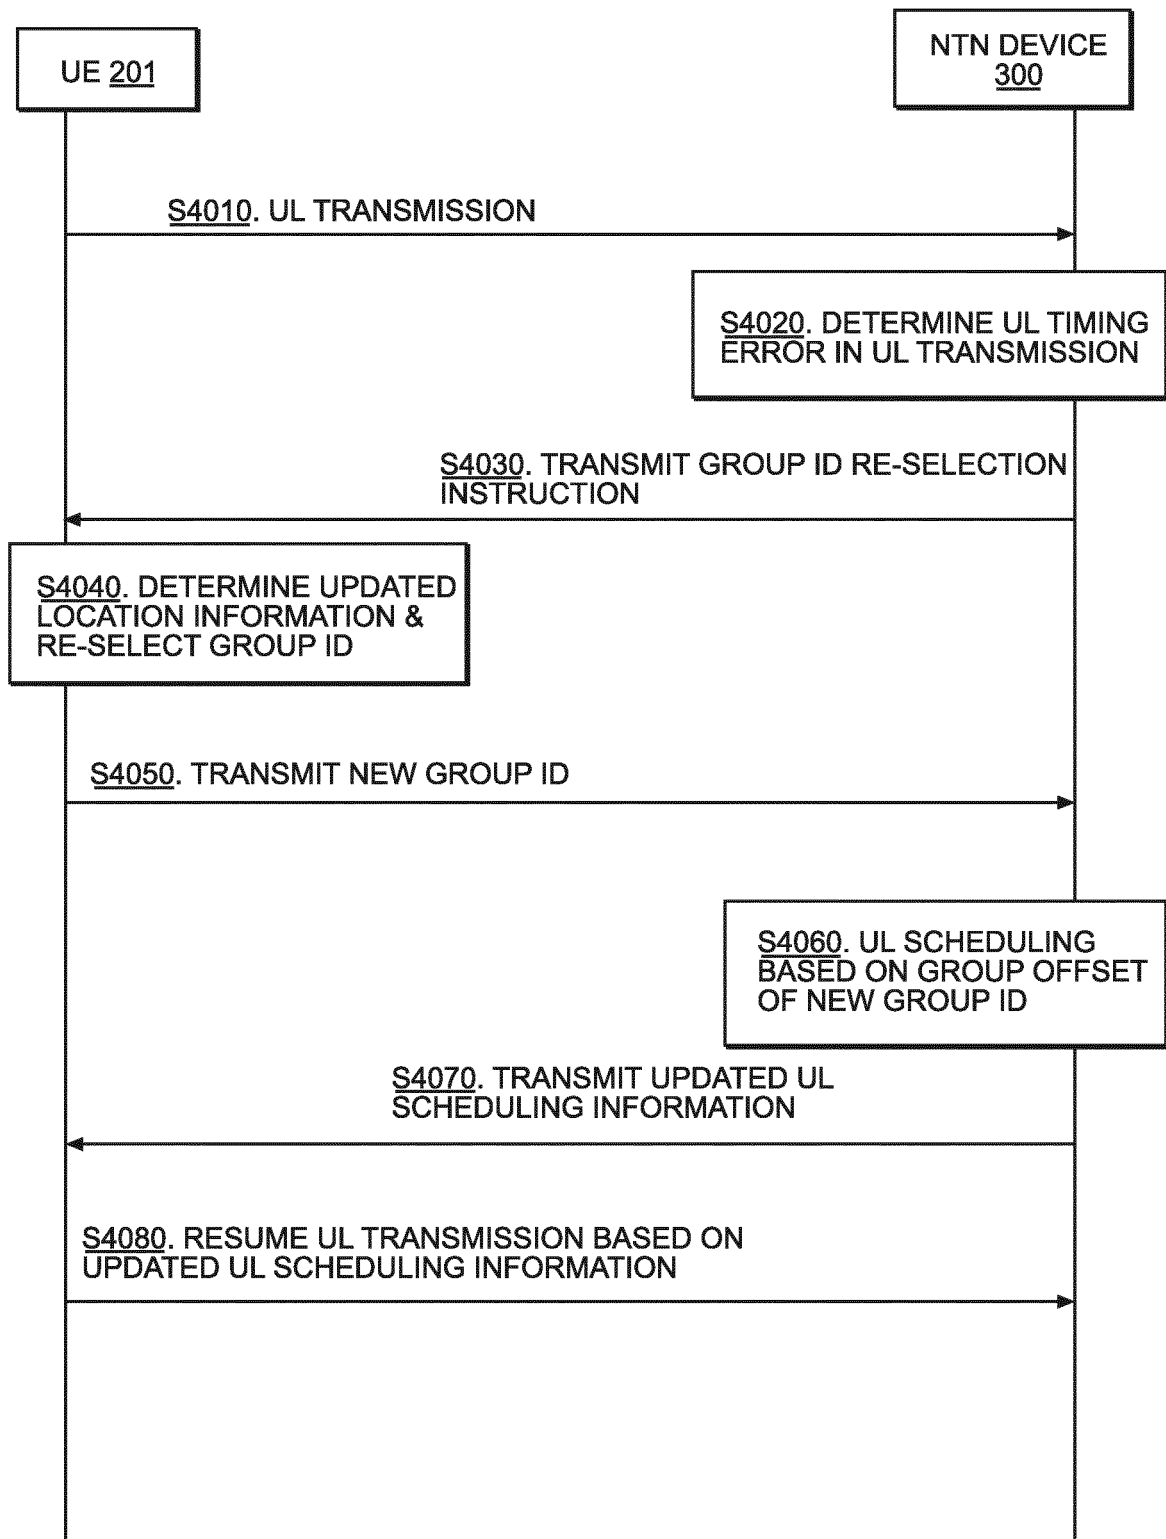 UE 201
NTN DEVICE
300
S4010. UL TRANSMISSION
S4020. DETERMINE UL TIMING
ERROR IN UL TRANSMISSION
S4030. TRANSMIT GROUP ID RE-SELECTION
INSTRUCTION
S4040. DETERMINE UPDATED
LOCATION INFORMATION &
RE-SELECT GROUP ID
S4050. TRANSMIT NEW GROUP ID
S4060. UL SCHEDULING
BASED ON GROUP OFFSET
OF NEW GROUP ID
S4070. TRANSMIT UPDATED UL
SCHEDULING INFORMATION
S4080. RESUME UL TRANSMISSION BASED ON
UPDATED UL SCHEDULING INFORMATION